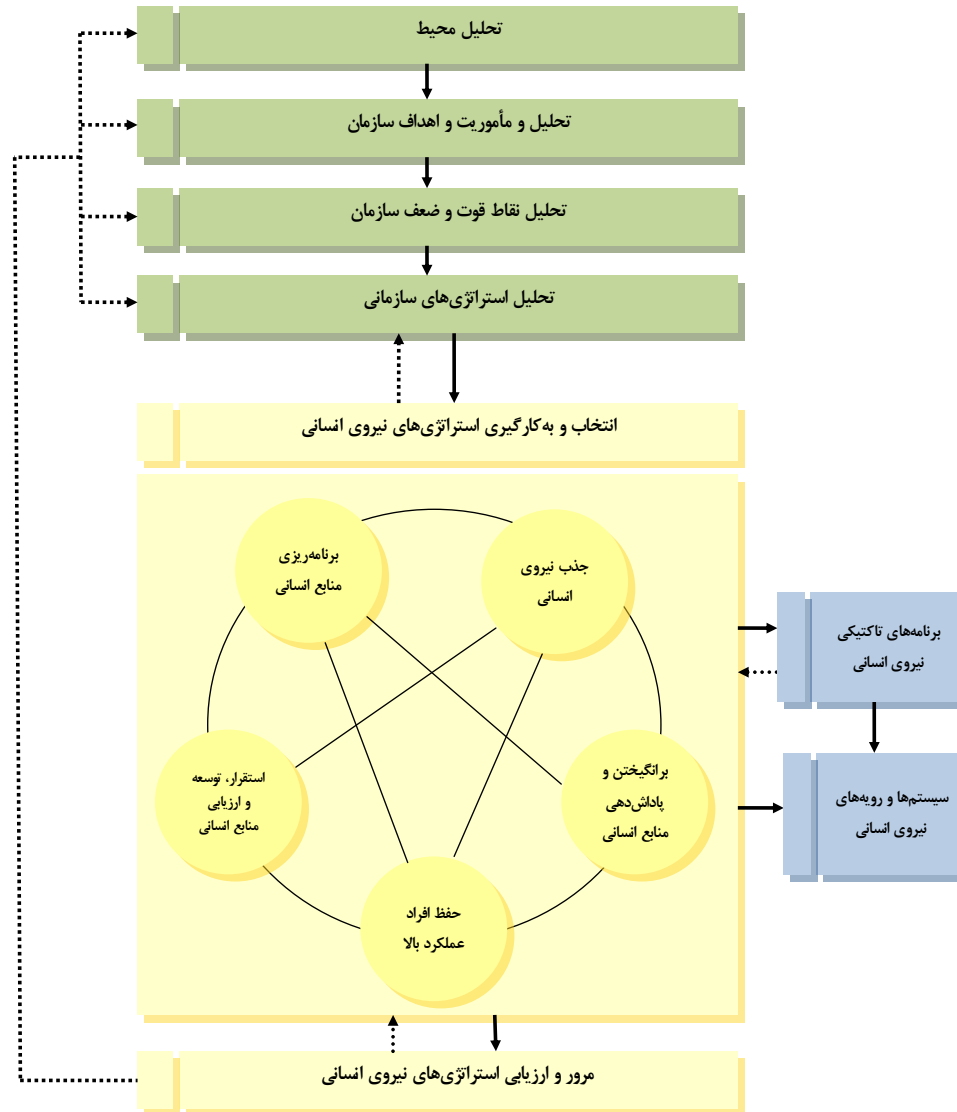 تحلیل محیط
تحلیل و مأموریت و اهداف سازمان
تحلیل نقاط قوت و ضعف سازمان
تحلیل استراتژی‌های سازمانی
انتخاب و به‌کارگیری استراتژی‌های نیروی انسانی
جذب نیروی
انسانی
برنامه‌ریزی
منابع انسانی
برانگیختن و
پاداش‌دهی
منابع انسانی
استقرار، توسعه
و ارزیابی
منابع انسانی
حفظ افراد
عملکرد بالا
برنامه‌های تاکتیکی
نیروی انسانی
سیستم‌ها و رویه‌های
نیروی انسانی
مرور و ارزیابی استراتژی‌های نیروی انسانی